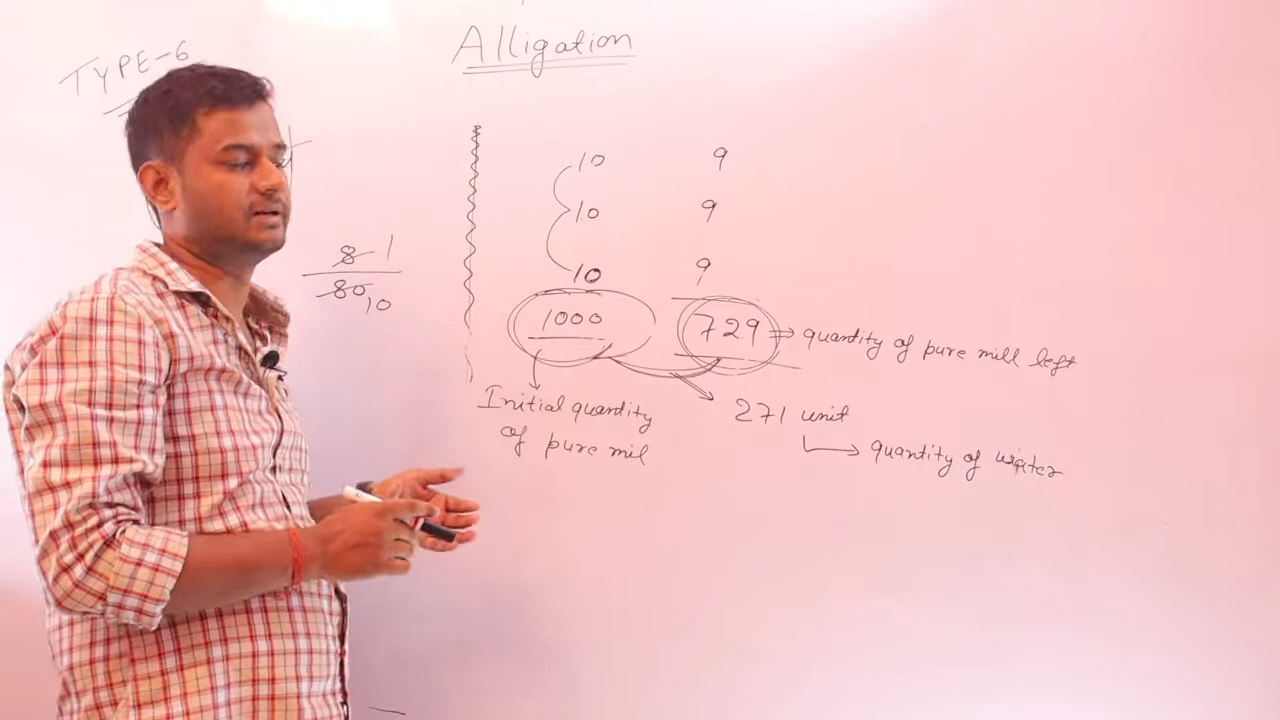 TYPE-6
Alligation
8 1
80 10
10 9
10 9
10 9
1000 729 → quantity of pure mill left
Initial quantity
of pure mil
271 unit
quantity of water